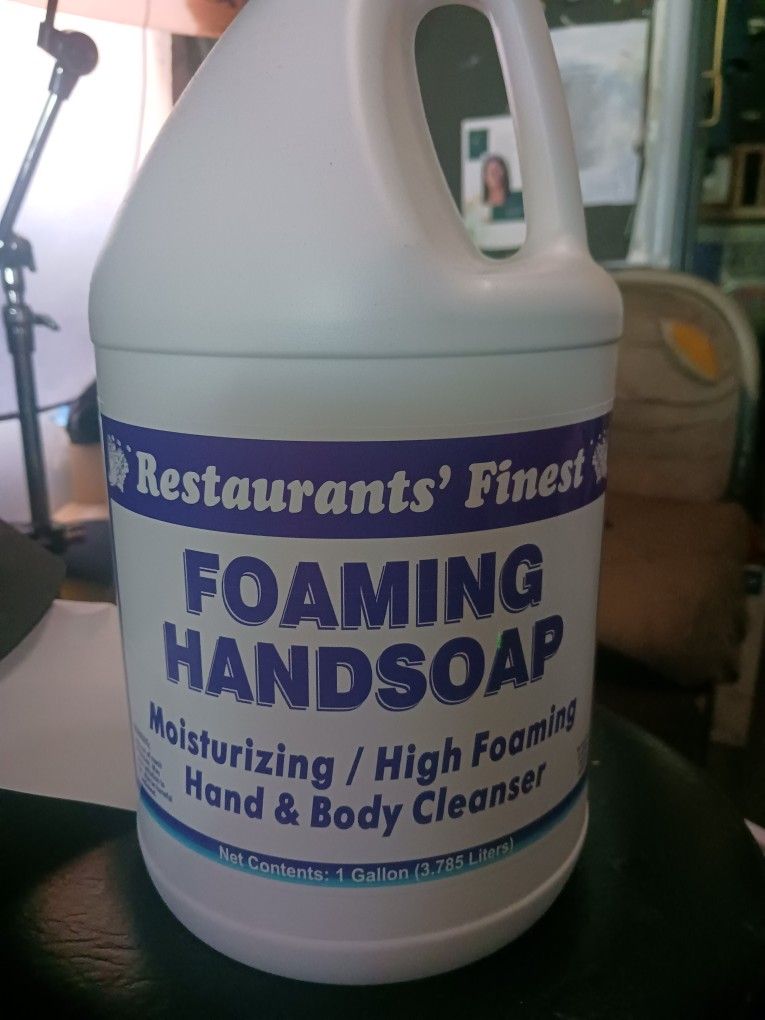 Restaurants' Finest
FOAMING
HANDSOAP
Moisturizing / High Foaming
Hand & Body Cleanser
Net Contents: 1 Gallon (3.785 Liters)